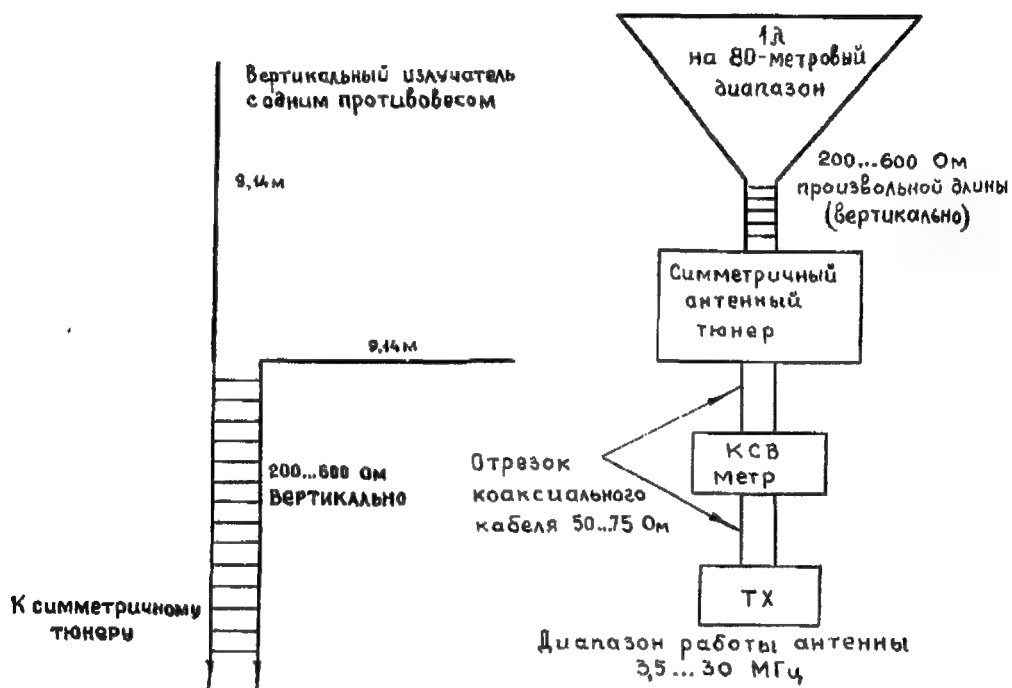 Вертикальный излучатель
с одним противовесом
9,14м
9,14м
200...600 Ом
ВЕРТИКАЛЬНО
К симметричному
тюнеру
1λ
на 80-метровый
диапазон
200...600 Ом
произвольной длины
(вертикально)
Симметричный
антенный
тюнер
Отрезок
коаксиального
кабеля 50...75 Ом
КСВ
метр
ТХ
Диапазон работы антенны
3,5...30 МГц